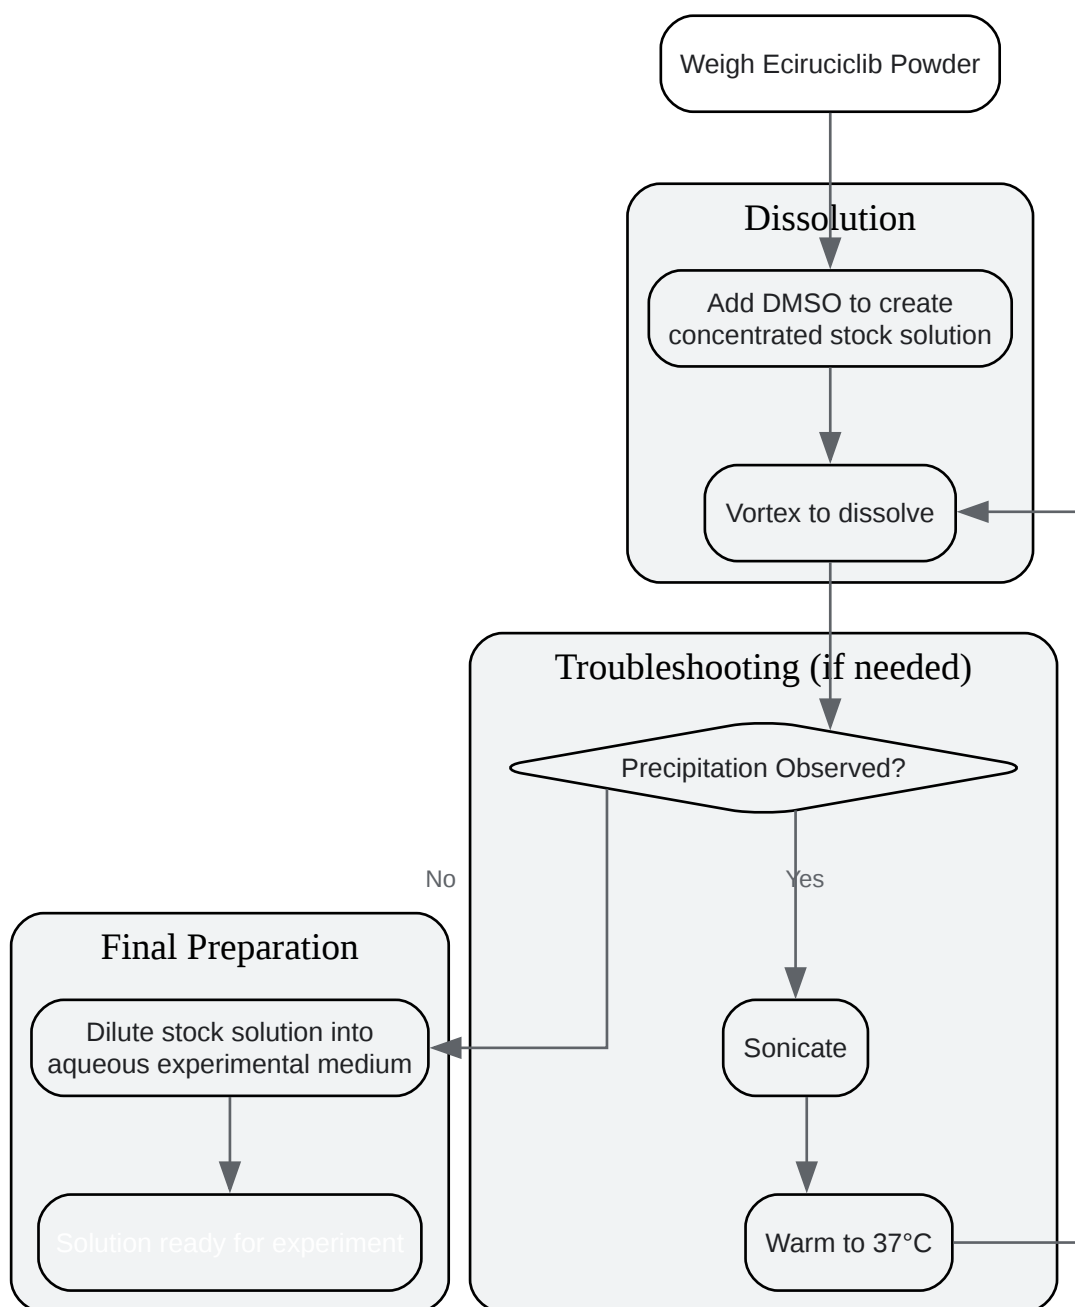 Weigh Eciruciclib Powder
Dissolution
Add DMSO to create
concentrated stock solution
Vortex to dissolve
Troubleshooting (if needed)
Precipitation Observed?
No
Yes
Final Preparation
Dilute stock solution into
aqueous experimental medium
Sonicate
Solution ready for experiment
Warm to 37°C